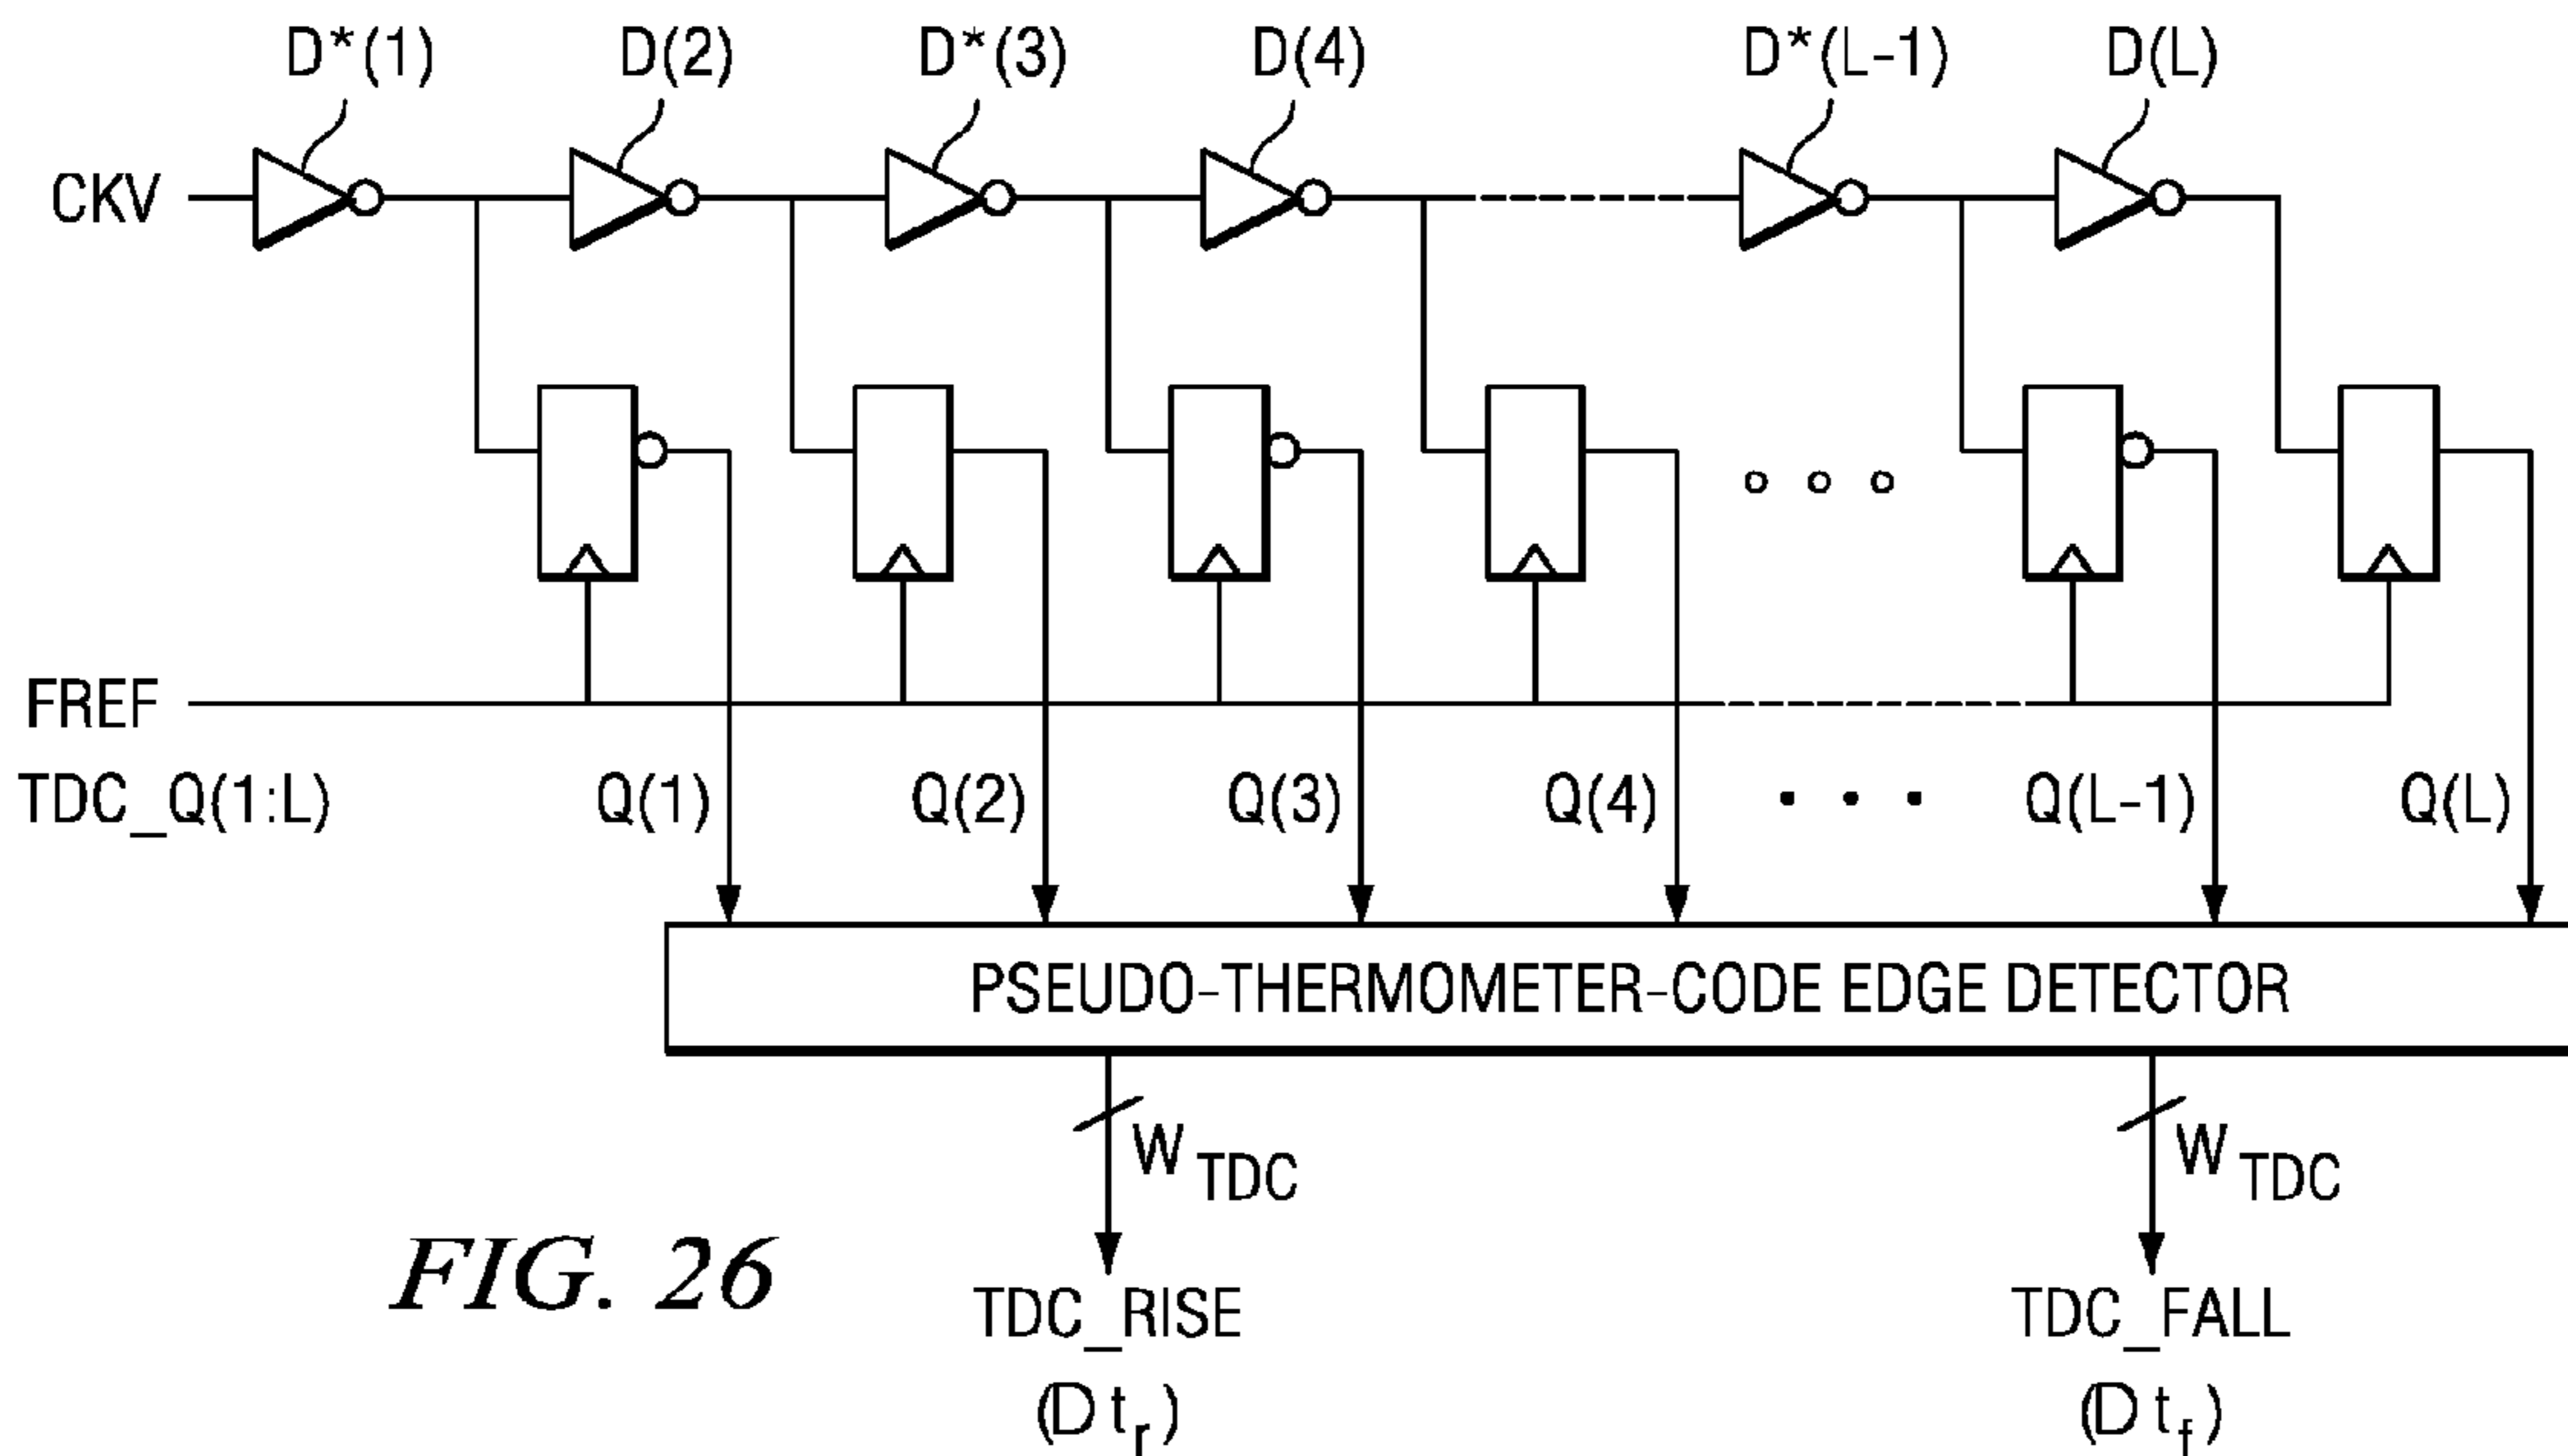 D*(1) D(2) D*(3) D(4) D*(L-1) D(L)
CKV
FREF
TDC_Q(1:L) Q(1) Q(2) Q(3) Q(4) • • • Q(L-1) Q(L)
PSEUDO-THERMOMETER-CODE EDGE DETECTOR
W TDC W TDC
FIG. 26
TDC_RISE TDC_FALL
(D t r ) (D t f )